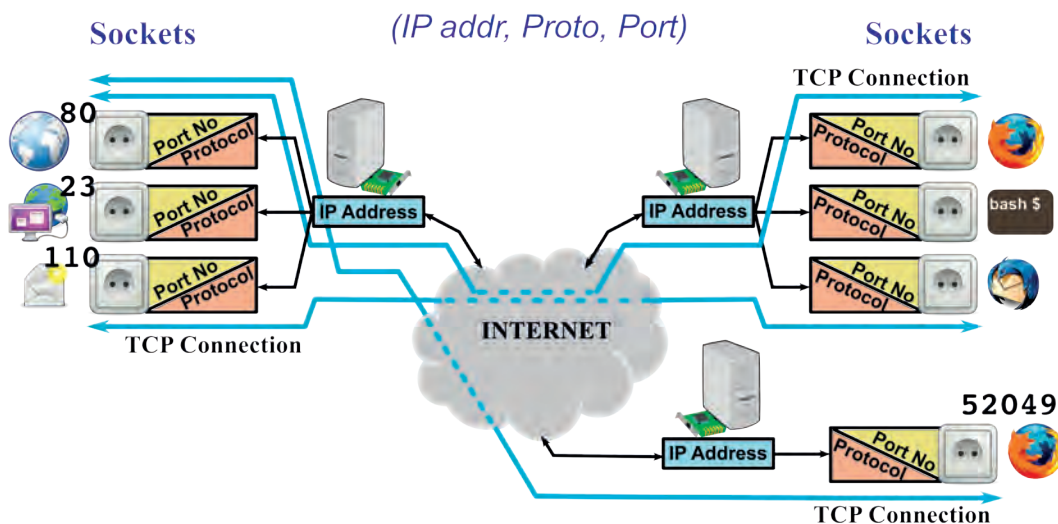 (IP addr, Proto, Port)
Sockets
Sockets
TCP Connection
80
Port No
Protocol
Port No
Protocol
23
Port No
Protocol
IP Address
IP Address
Port No
Protocol
bash $
110
Port No
Protocol
Port No
Protocol
INTERNET
TCP Connection
52049
IP Address
Port No
Protocol
TCP Connection